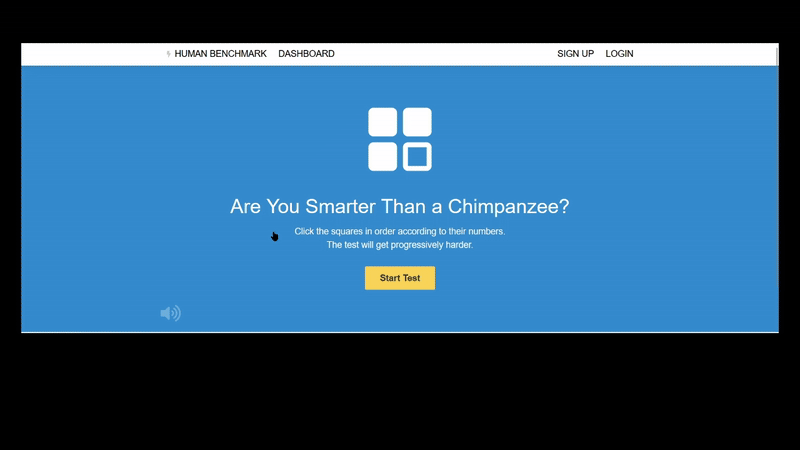 HUMAN BENCHMARK DASHBOARD SIGN UP LOGIN
Are You Smarter Than a Chimpanzee?
Click the squares in order according to their numbers.
The test will get progressively harder.
Start Test